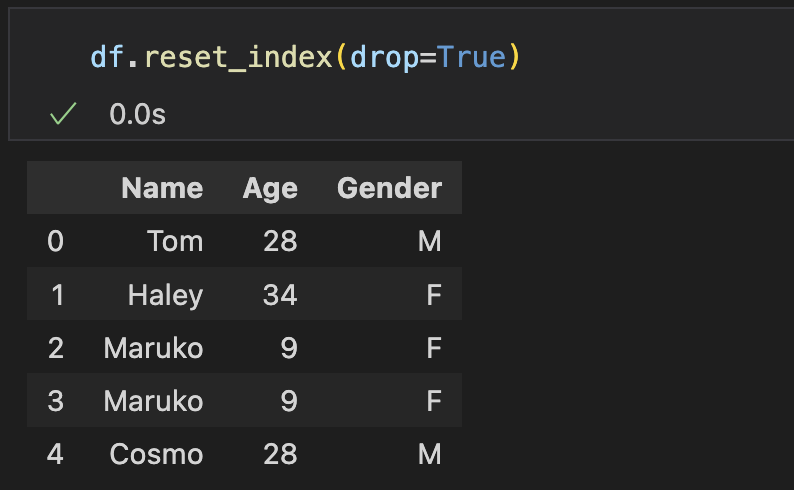 df.reset_index(drop=True)
0.0s
Name Age Gender
0 Tom 28 M
1 Haley 34 F
2 Maruko 9 F
3 Maruko 9 F
4 Cosmo 28 M